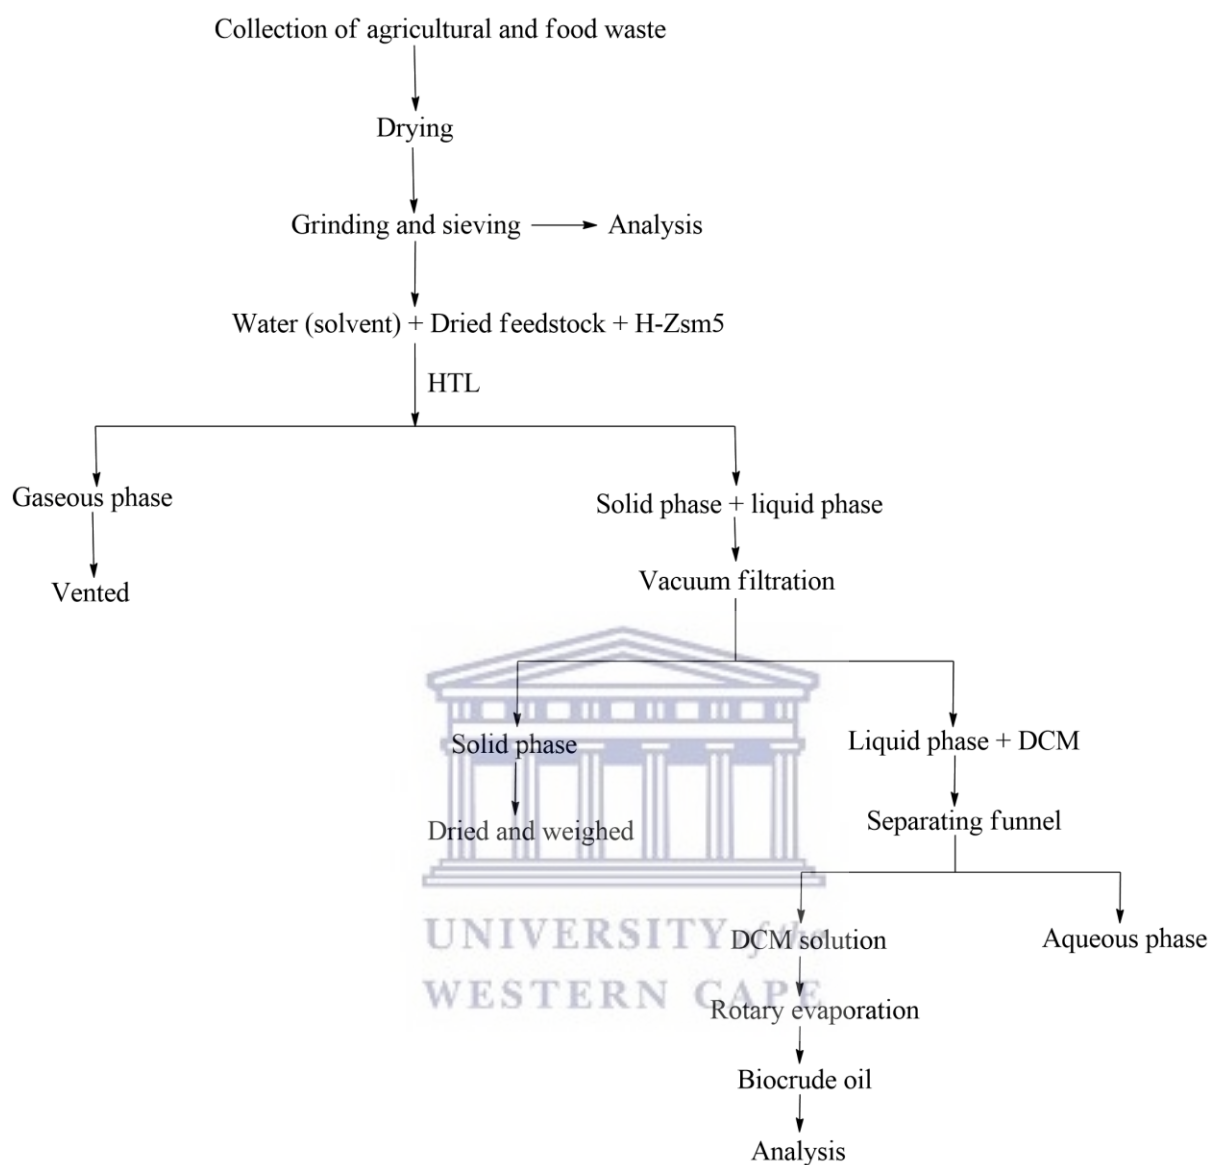 Collection of agricultural and food waste
Drying
Grinding and sieving
Analysis
Water (solvent) + Dried feedstock + H-Zsm5
HTL
Gaseous phase
Solid phase + liquid phase
Vented
Vacuum filtration
Solid phase
Liquid phase + DCM
Dried and weighed
Separating funnel
UNIVERSITY of the
DCM solution
Aqueous phase
WESTERN CAPE
Rotary evaporation
Biocrude oil
Analysis